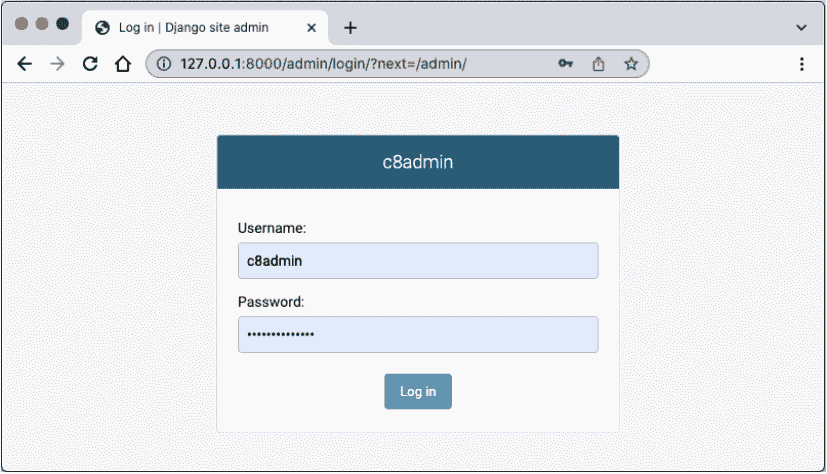 Log in | Django site admin
127.0.0.1:8000/admin/login/?next=/admin/
c8admin
Username:
c8admin
Password:
••••••••••••••
Log in